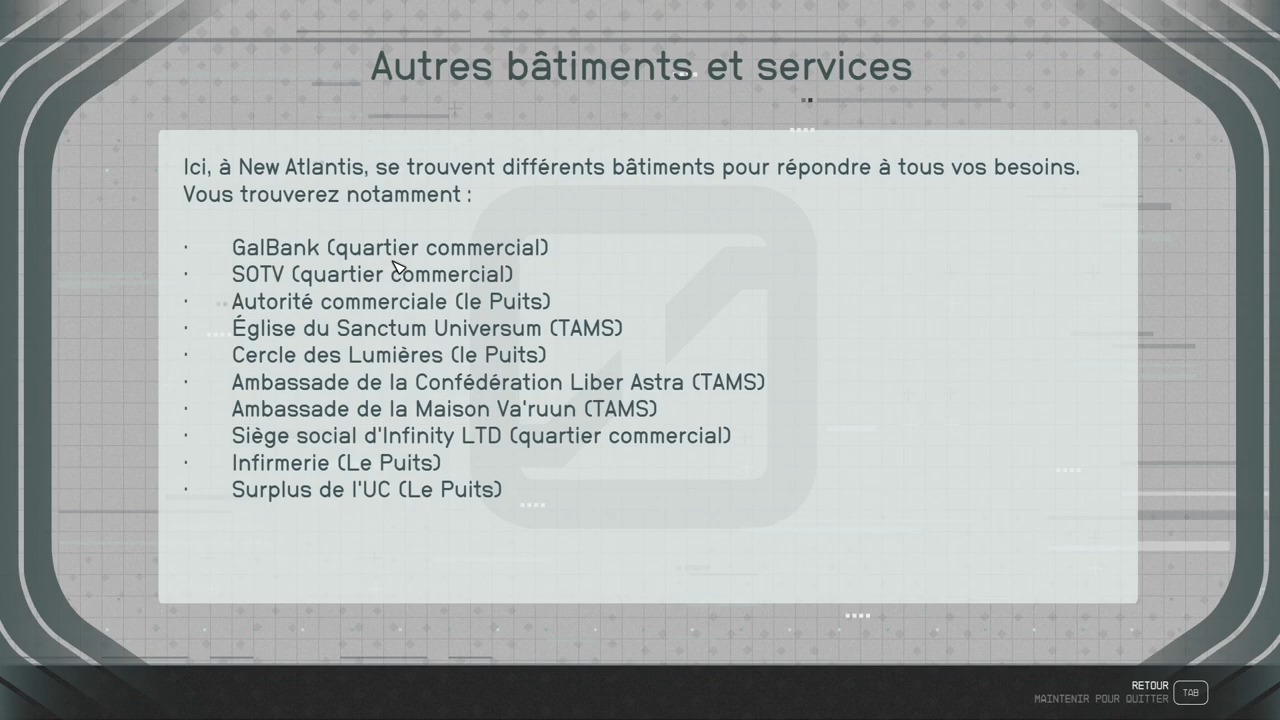 Autres bâtiments et services
Ici, à New Atlantis, se trouvent différents bâtiments pour répondre à tous vos besoins.
Vous trouverez notamment :
· GalBank (quartier commercial)
· SOTV (quartier commercial)
· Autorité commerciale (le Puits)
· Église du Sanctum Universum (TAMS)
· Cercle des Lumières (le Puits)
· Ambassade de la Confédération Liber Astra (TAMS)
· Ambassade de la Maison Va'ruun (TAMS)
· Siège social d'Infinity LTD (quartier commercial)
· Infirmerie (Le Puits)
· Surplus de l'UC (Le Puits)
RETOUR
MAINTENIR POUR QUITTER
TAB